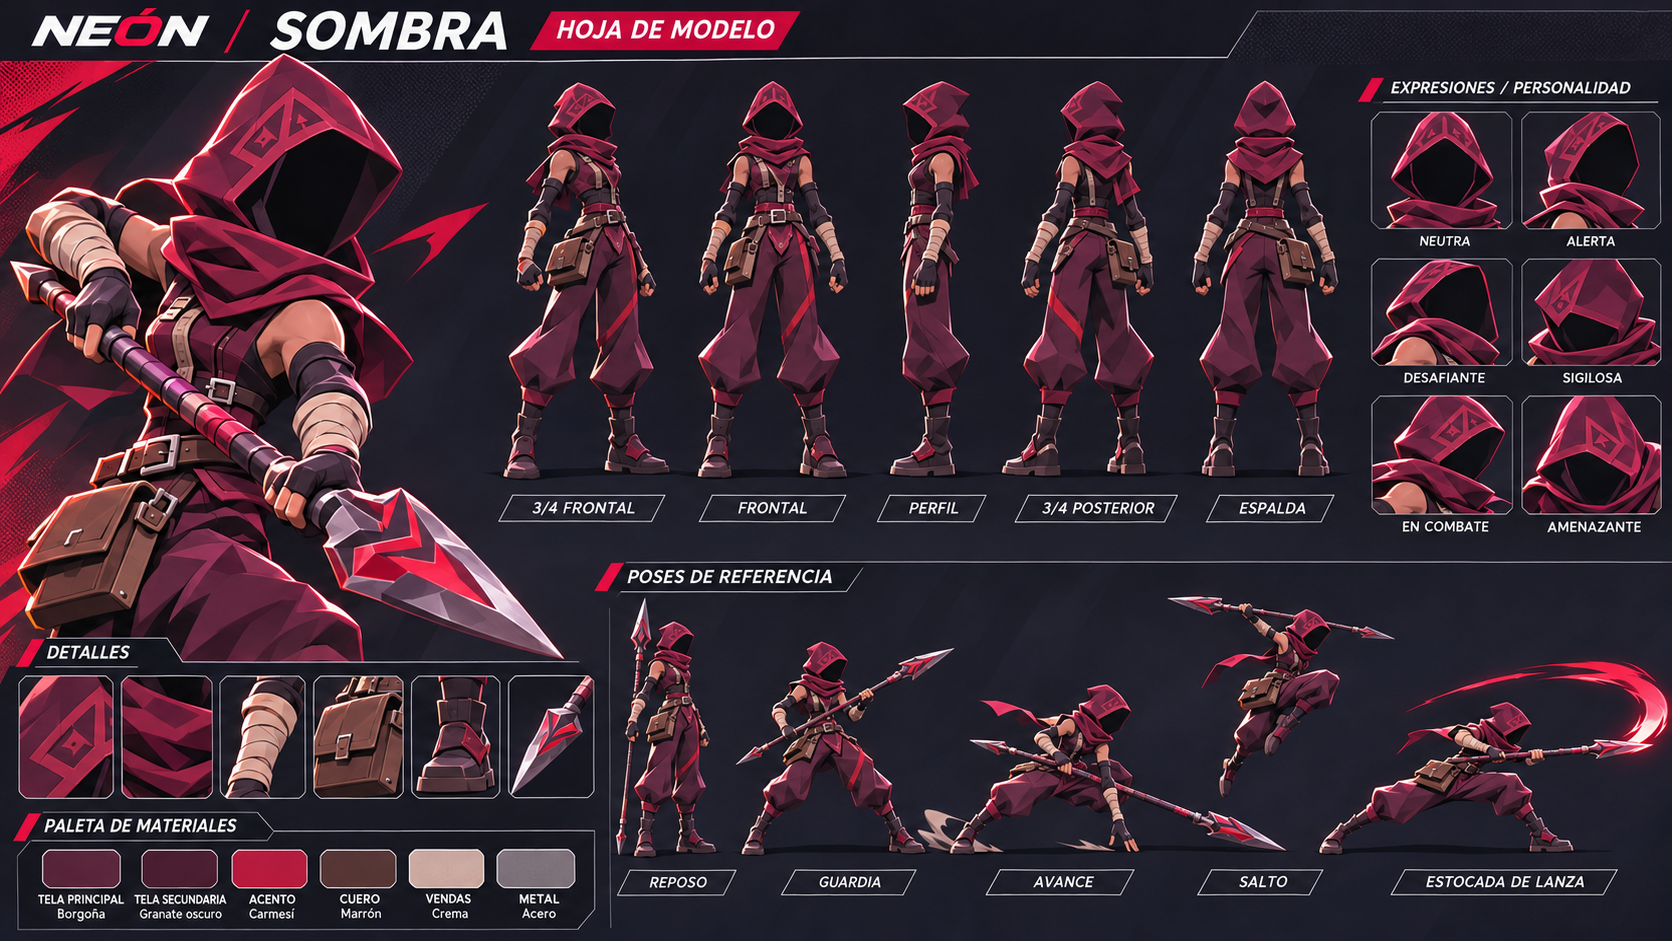 NEÓN / SOMBRA HOJA DE MODELO
EXPRESIONES / PERSONALIDAD
NEUTRA
ALERTA
DESAFIANTE
SIGILOSA
EN COMBATE
AMENAZANTE
3/4 FRONTAL
FRONTAL
PERFIL
3/4 POSTERIOR
ESPALDA
POSES DE REFERENCIA
REPOSO
GUARDIA
AVANCE
SALTO
ESTOCADA DE LANZA
DETALLES
PALETA DE MATERIALES
TELA PRINCIPAL
Borgoña
TELA SECUNDARIA
Granate oscuro
ACENTO
Carmesí
CUERO
Marrón
VENDAS
Crema
METAL
Acero